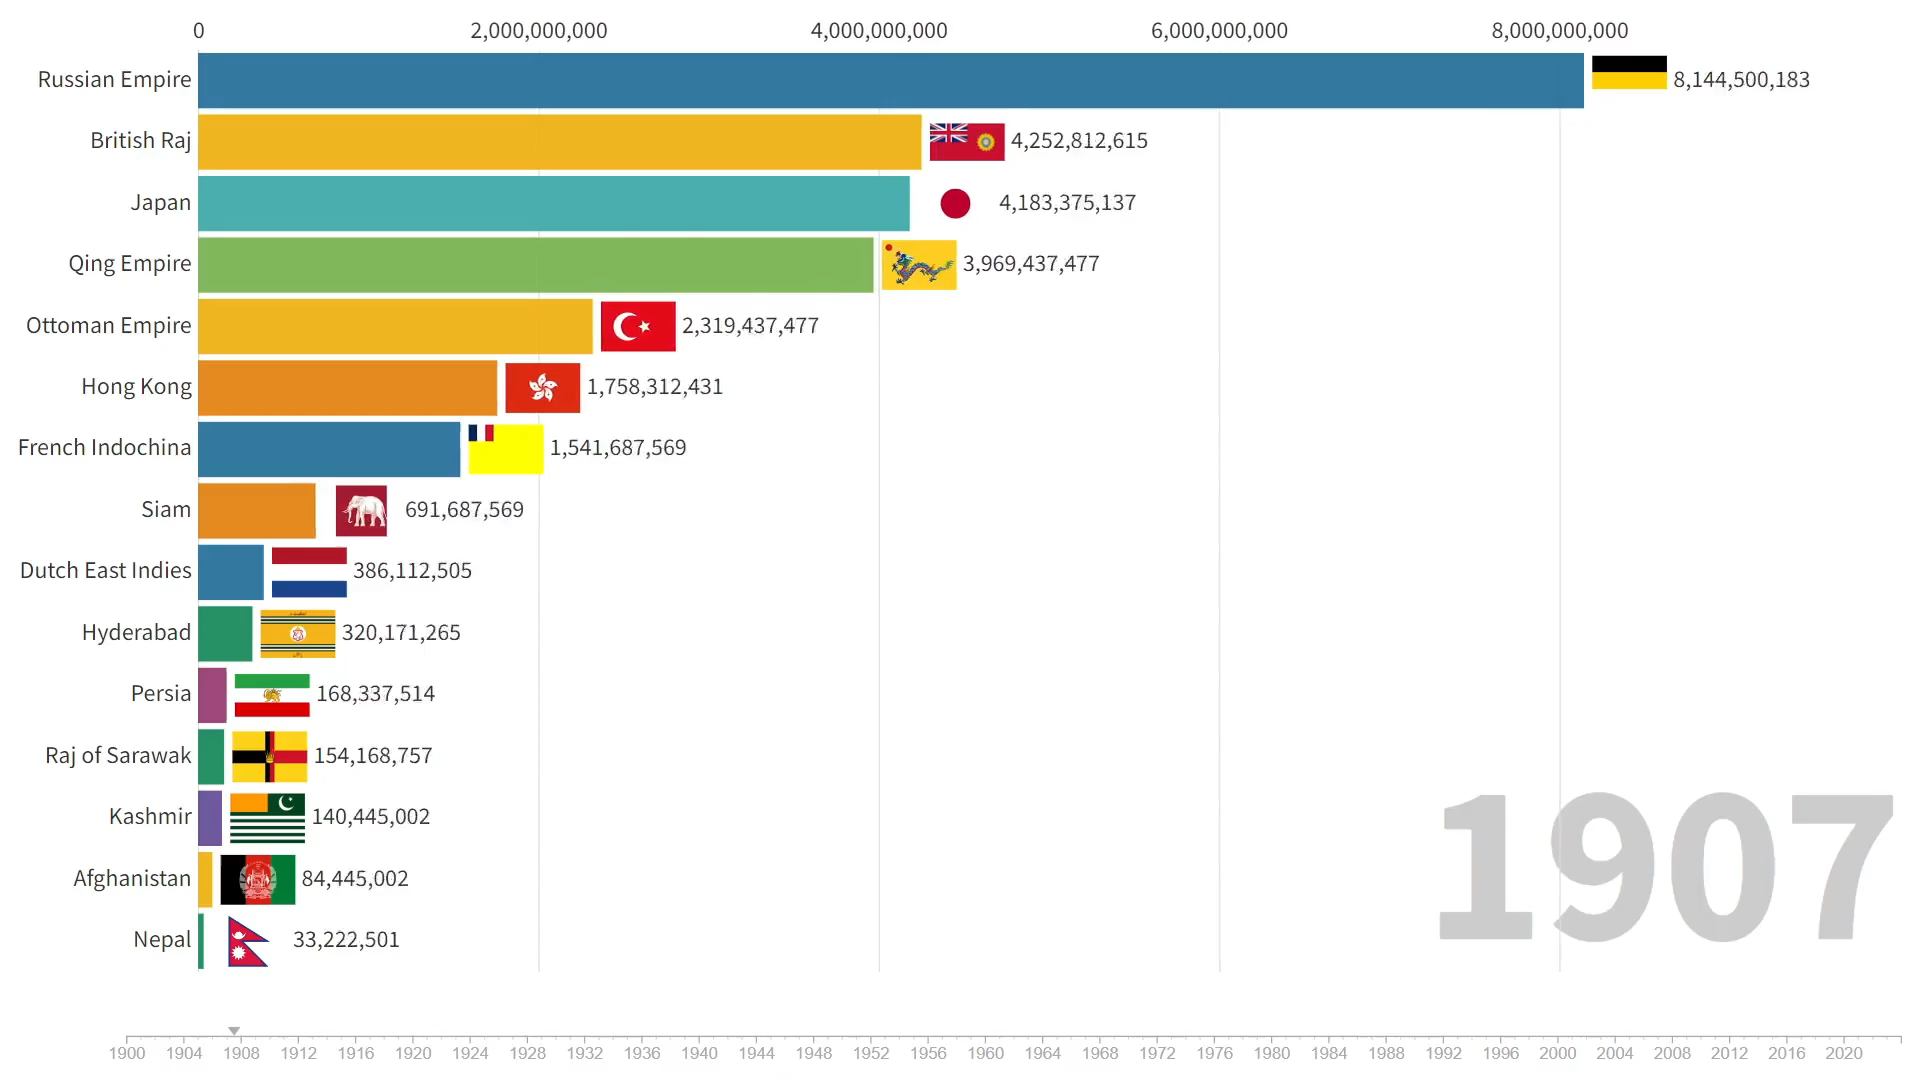 0 2,000,000,000 4,000,000,000 6,000,000,000 8,000,000,000
Russian Empire 8,144,500,183
British Raj 4,252,812,615
Japan 4,183,375,137
Qing Empire 3,969,437,477
Ottoman Empire 2,319,437,477
Hong Kong 1,758,312,431
French Indochina 1,541,687,569
Siam 691,687,569
Dutch East Indies 386,112,505
Hyderabad 320,171,265
Persia 168,337,514
Raj of Sarawak 154,168,757
Kashmir 140,445,002
Afghanistan 84,445,002
Nepal 33,222,501
1907
1900 1904 1908 1912 1916 1920 1924 1928 1932 1936 1940 1944 1948 1952 1956 1960 1964 1968 1972 1976 1980 1984 1988 1992 1996 2000 2004 2008 2012 2016 2020